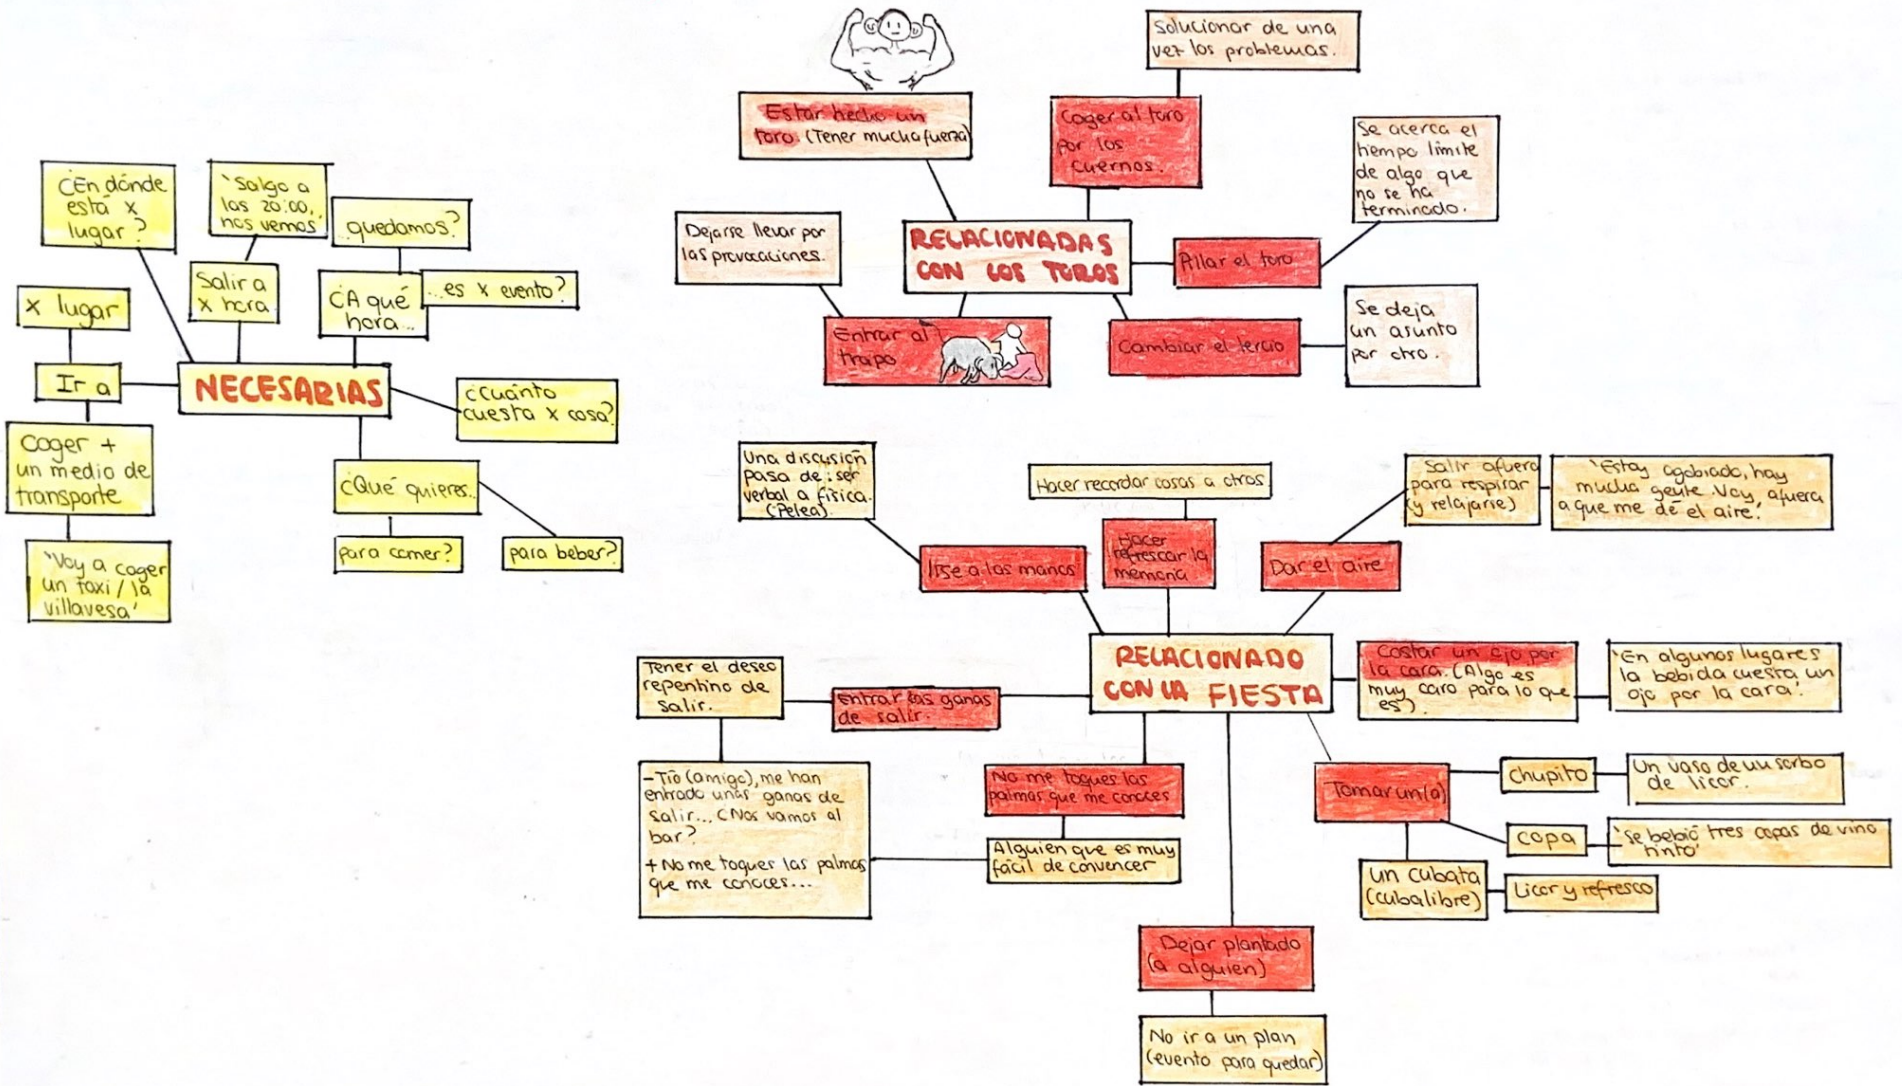 Solucionar de una
vez los problemas.
Estar hecho un
toro. (Tener mucha fuerza)
Coger al toro
por los
cuernos.
Se acerca el
tiempo límite
de algo que
no se ha
terminado.
Dejarse llevar por
las provocaciones.
RELACIONADAS
CON LOS TOROS
Pillar el toro
Entrar al
trapo
Cambiar el tercio
Se deja
un asunto
por otro.
¿En dónde
está x
lugar?
'Salgo a
las 20:00,
nos vemos'
quedamos?
Salir a
x hora
¿A qué
hora...
...es x evento?
x lugar
Ir a
NECESARIAS
¿Cuánto
cuesta x cosa?
Coger +
un medio de
transporte
¿Qué quieres...
para comer?
para beber?
'Voy a coger
un taxi / la
villavesa'
Una discusión
pasa de ser
verbal a física.
(Pelea).
Hacer recordar cosas a otros
Salir afuera
para respirar
(y relajarse)
'Estoy agobiado, hay
mucha gente. Voy, afuera
a que me dé el aire.'
Irse a las manos
Hacer
refrescar la
memoria
Dar el aire
RELACIONADO
CON LA FIESTA
Costar un ojo por
la cara. (Algo es
muy caro para lo que
es).
'En algunos lugares
la bebida cuesta un
ojo por la cara'.
Tener el deseo
repentino de
salir.
Entrar las ganas
de salir.
- Tío (amigo), me han
entrado unas ganas de
salir... ¿Nos vamos al
bar?
+ No me toques las palmas
que me conoces...
No me toques las
palmas que me conoces
Alguien que es muy
fácil de convencer
Tomar un(a)
chupito
Un vaso de un sorbo
de licor.
copa
'Se bebió tres copas de vino
tinto'
un cubata
(cubalibre)
Licor y refresco
Dejar plantado
(a alguien)
No ir a un plan
(evento para quedar)